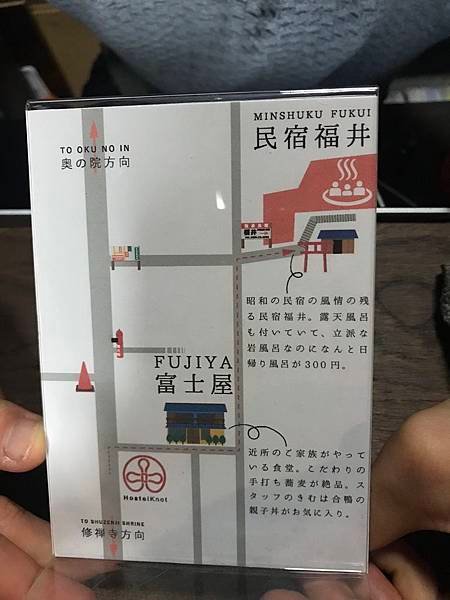 MINSHUKU FUKUI
民宿福井
TO OKU NO IN
奥の院方向
昭和の民宿の風情の残
る民宿福井。露天風呂
も付いていて、立派な
岩風呂なのになんと日
帰り風呂が300円。
FUJIYA
富士屋
近所のご家族がやって
いる食堂。こだわりの
手打ち蕎麦が絶品。ス
タッフのきむは合鴨の
親子丼がお気に入り。
HostelKnot
TO SHUZENJI SHRINE
修禅寺方向